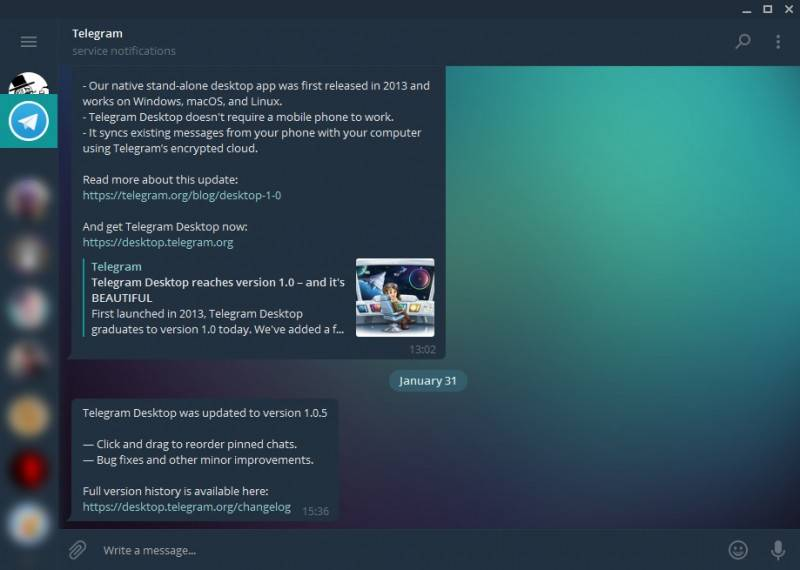 Telegram
service notifications
- Our native stand-alone desktop app was first released in 2013 and
works on Windows, macOS, and Linux.
- Telegram Desktop doesn't require a mobile phone to work.
- It syncs existing messages from your phone with your computer
using Telegram's encrypted cloud.
Read more about this update:
https://telegram.org/blog/desktop-1-0
And get Telegram Desktop now:
https://desktop.telegram.org
Telegram
Telegram Desktop reaches version 1.0 – and it's
BEAUTIFUL
First launched in 2013, Telegram Desktop
graduates to version 1.0 today. We've added a f...
13:02
January 31
Telegram Desktop was updated to version 1.0.5
— Click and drag to reorder pinned chats.
— Bug fixes and other minor improvements.
Full version history is available here:
https://desktop.telegram.org/changelog 15:36
Write a message...